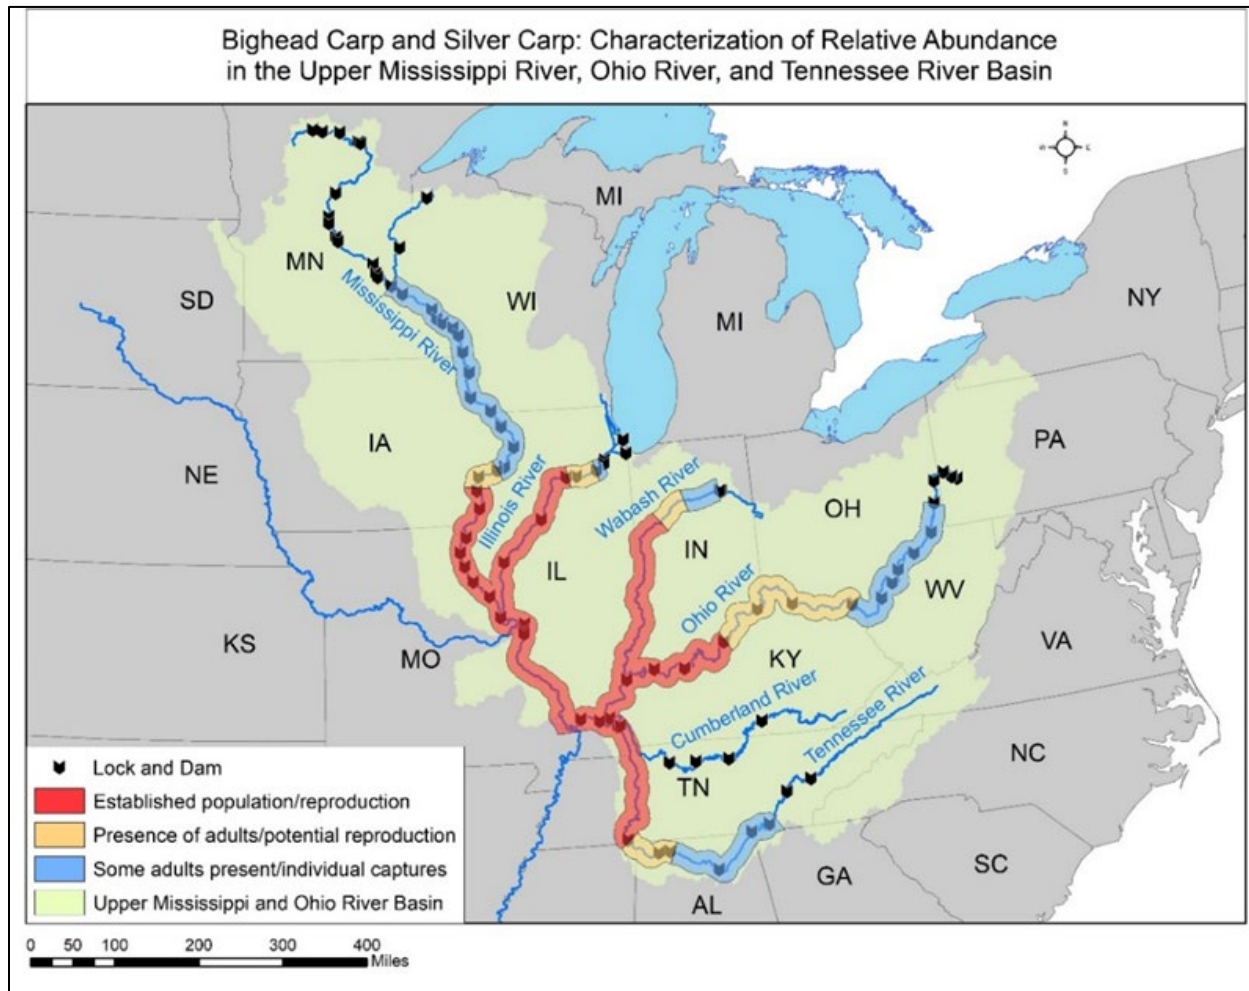 Bighead Carp and Silver Carp: Characterization of Relative Abundance
in the Upper Mississippi River, Ohio River, and Tennessee River Basin
N
W
E
S
MI
MN
WI
SD
MI
NY
Mississippi River
IA
PA
NE
Illinois River
Wabash River
OH
IL
IN
WV
Ohio River
KS
MO
KY
VA
Cumberland River
Tennessee River
TN
NC
SC
GA
AL
Lock and Dam
Established population/reproduction
Presence of adults/potential reproduction
Some adults present/individual captures
Upper Mississippi and Ohio River Basin
0 50 100 200 300 400
Miles